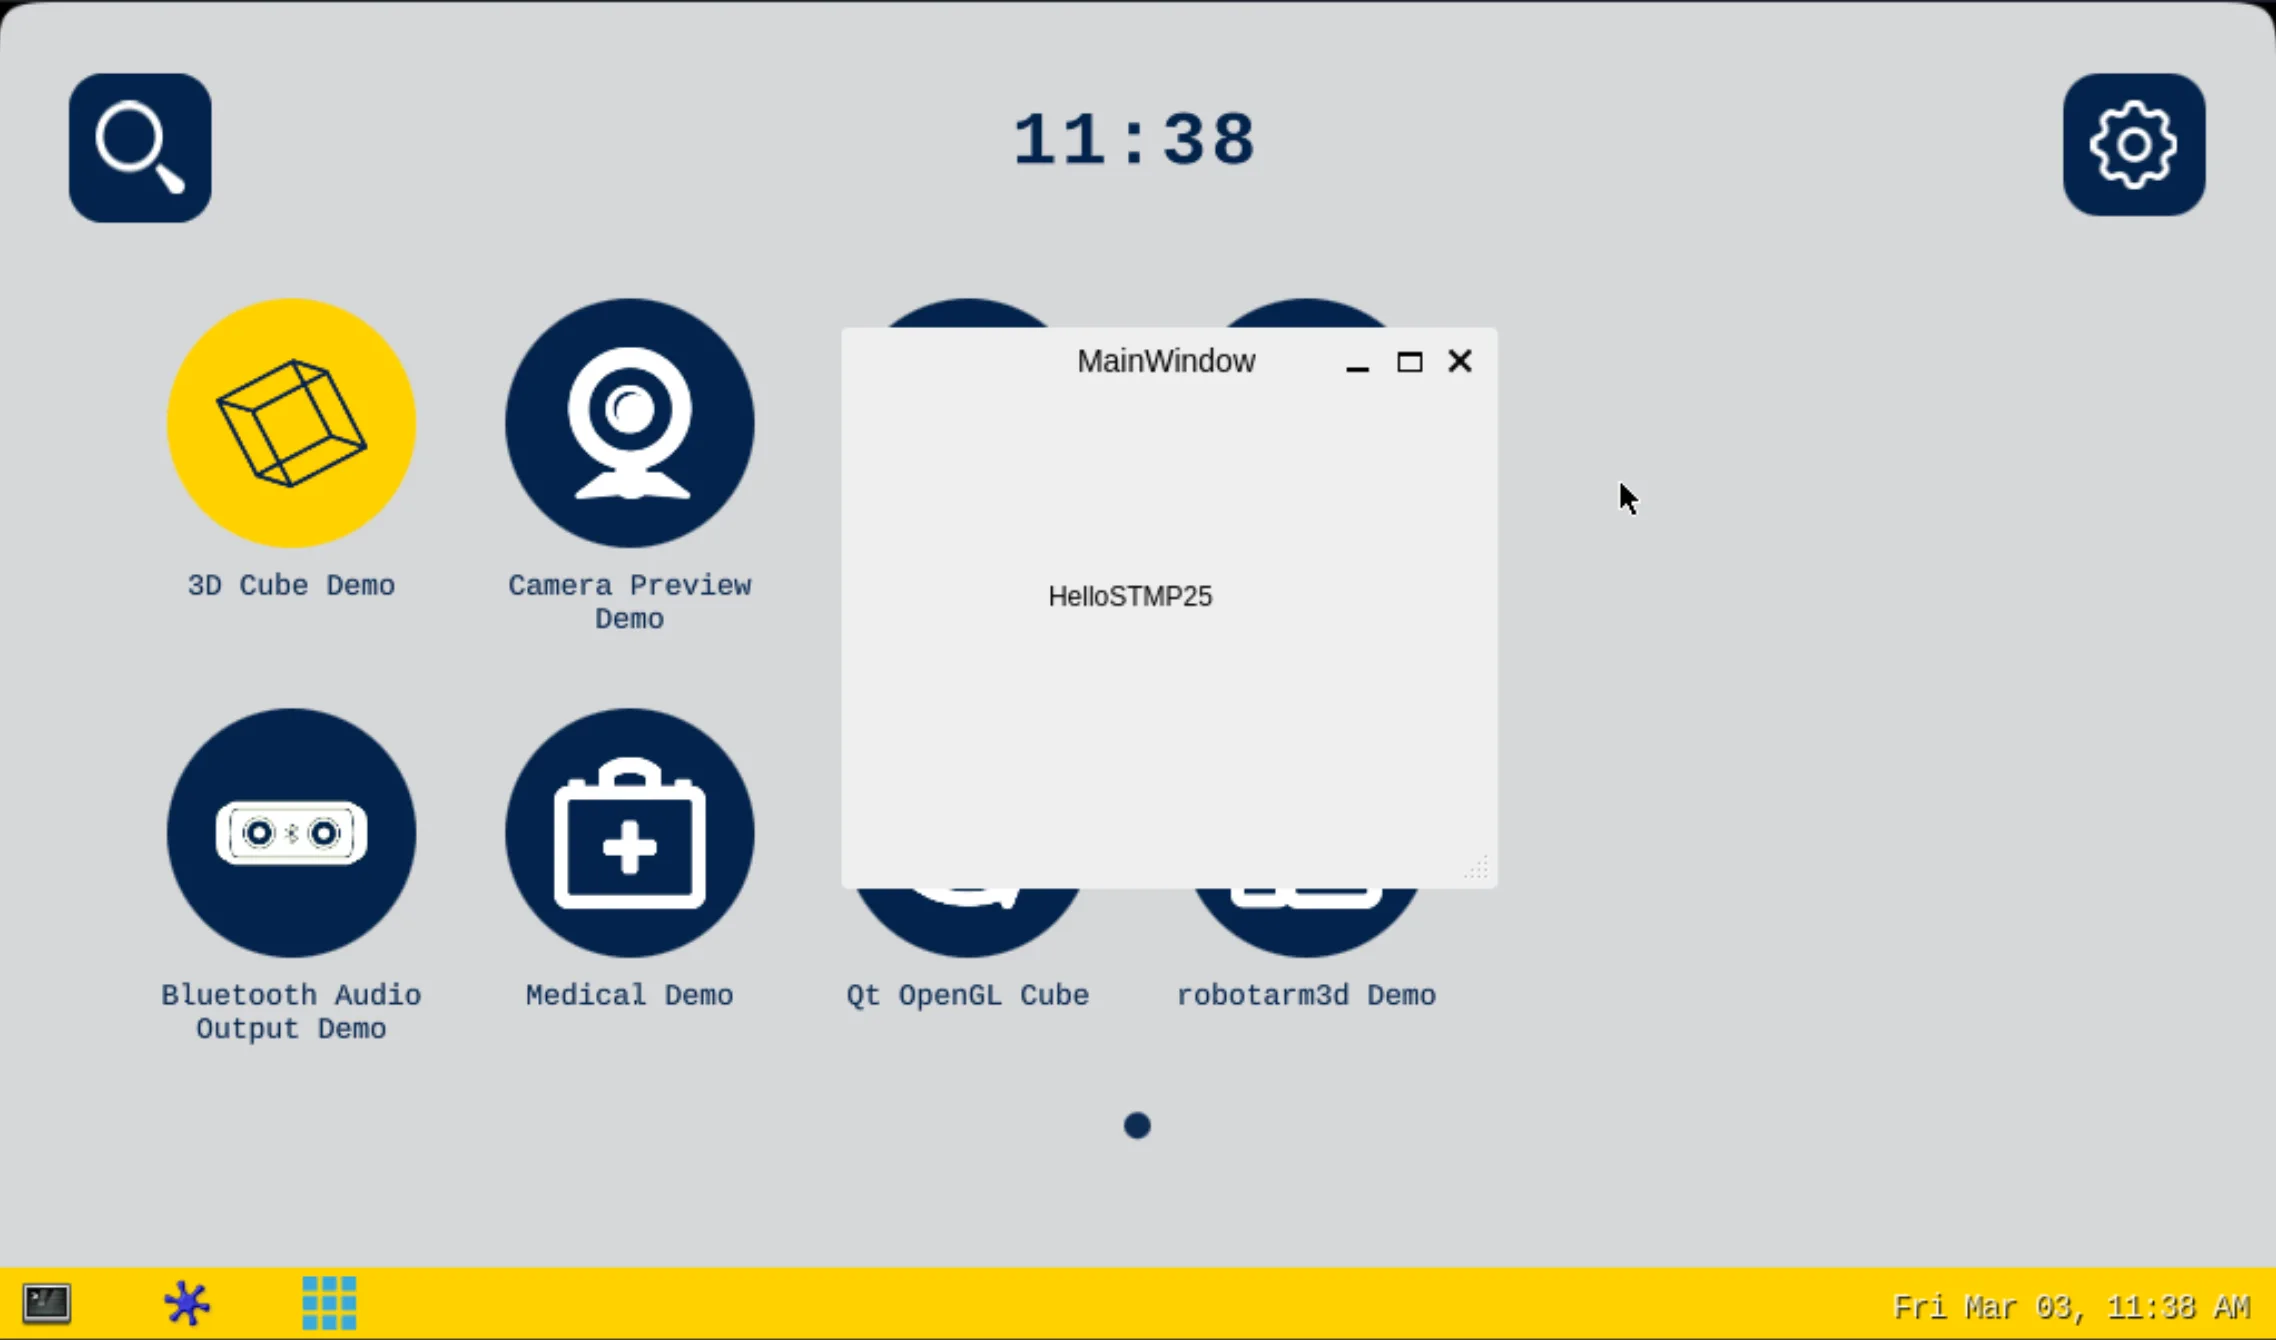 11:38
MainWindow
HelloSTMP25
3D Cube Demo
Camera Preview
Demo
Bluetooth Audio
Output Demo
Medical Demo
Qt OpenGL Cube
robotarm3d Demo
Fri Mar 03, 11:38 AM